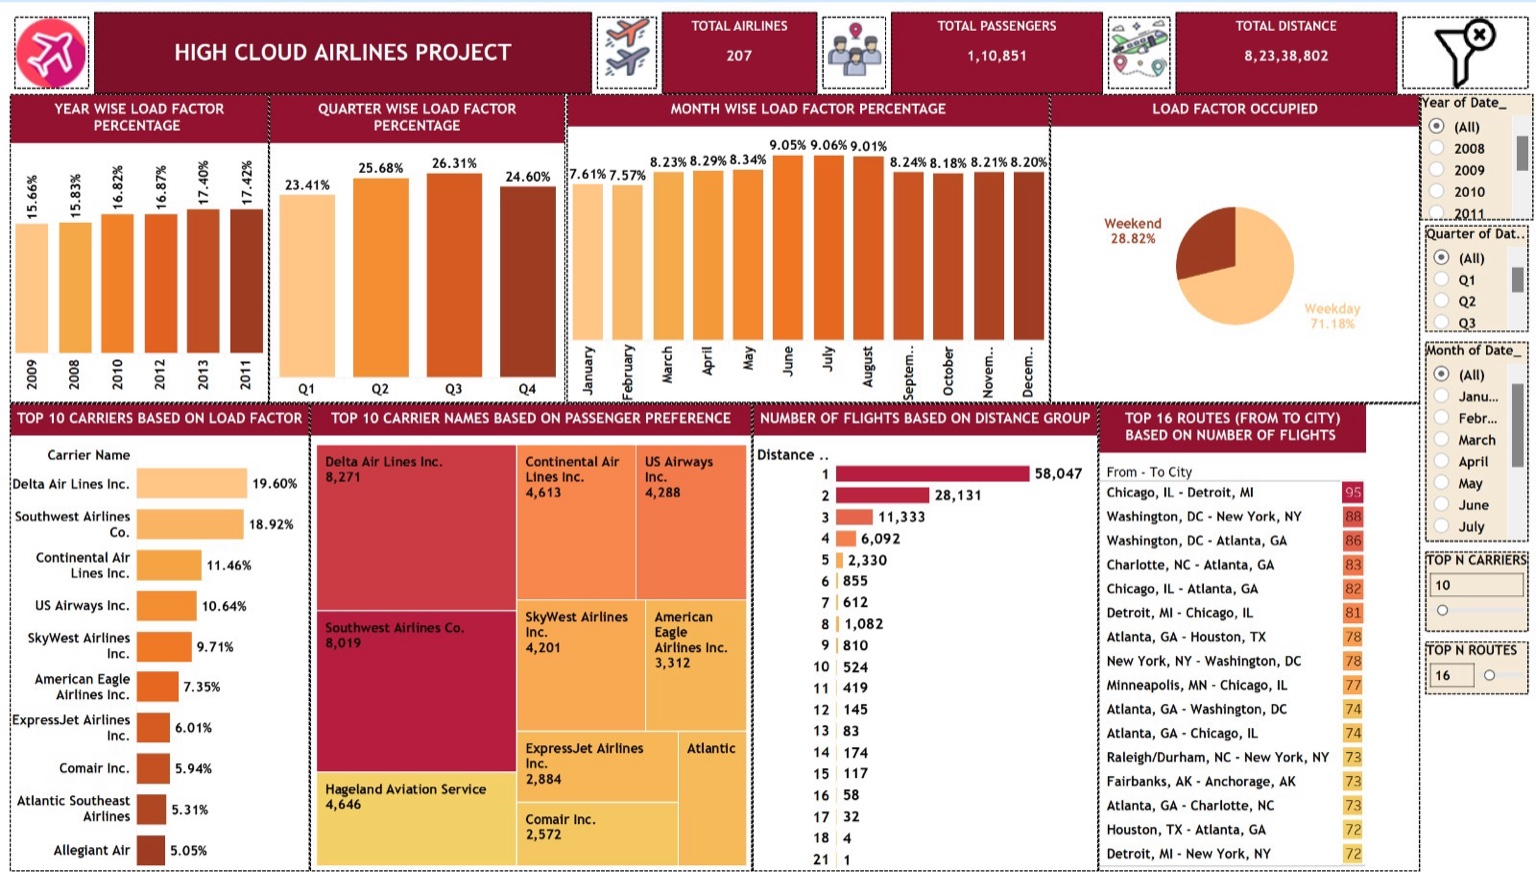 HIGH CLOUD AIRLINES PROJECT
TOTAL AIRLINES
207
TOTAL PASSENGERS
1,10,851
TOTAL DISTANCE
8,23,38,802
YEAR WISE LOAD FACTOR
PERCENTAGE
15.66%
15.83%
16.82%
16.87%
17.40%
17.42%
2009
2008
2010
2012
2013
2011
QUARTER WISE LOAD FACTOR
PERCENTAGE
23.41%
25.68%
26.31%
24.60%
Q1
Q2
Q3
Q4
MONTH WISE LOAD FACTOR PERCENTAGE
7.61%
7.57%
8.23%
8.29%
8.34%
9.05%
9.06%
9.01%
8.24%
8.18%
8.21%
8.20%
January
February
March
April
May
June
July
August
Septem..
October
Novem..
Decem..
LOAD FACTOR OCCUPIED
Weekend
28.82%
Weekday
71.18%
Year of Date_
(All)
2008
2009
2010
2011
Quarter of Dat..
(All)
Q1
Q2
Q3
Month of Date_
(All)
Janu...
Febr...
March
April
May
June
July
TOP N CARRIERS
10
TOP N ROUTES
16
TOP 10 CARRIERS BASED ON LOAD FACTOR
Carrier Name
Delta Air Lines Inc.
19.60%
Southwest Airlines
Co.
18.92%
Continental Air
Lines Inc.
11.46%
US Airways Inc.
10.64%
SkyWest Airlines
Inc.
9.71%
American Eagle
Airlines Inc.
7.35%
ExpressJet Airlines
Inc.
6.01%
Comair Inc.
5.94%
Atlantic Southeast
Airlines
5.31%
Allegiant Air
5.05%
TOP 10 CARRIER NAMES BASED ON PASSENGER PREFERENCE
Delta Air Lines Inc.
8,271
Southwest Airlines Co.
8,019
Hageland Aviation Service
4,646
Continental Air
Lines Inc.
4,613
US Airways
Inc.
4,288
SkyWest Airlines
Inc.
4,201
American
Eagle
Airlines Inc.
3,312
ExpressJet Airlines
Inc.
2,884
Comair Inc.
2,572
Atlantic
NUMBER OF FLIGHTS BASED ON DISTANCE GROUP
Distance ..
1 58,047
2 28,131
3 11,333
4 6,092
5 2,330
6 855
7 612
8 1,082
9 810
10 524
11 419
12 145
13 83
14 174
15 117
16 58
17 32
18 4
21 1
TOP 16 ROUTES (FROM TO CITY)
BASED ON NUMBER OF FLIGHTS
From - To City
Chicago, IL - Detroit, MI 95
Washington, DC - New York, NY 88
Washington, DC - Atlanta, GA 86
Charlotte, NC - Atlanta, GA 83
Chicago, IL - Atlanta, GA 82
Detroit, MI - Chicago, IL 81
Atlanta, GA - Houston, TX 78
New York, NY - Washington, DC 78
Minneapolis, MN - Chicago, IL 77
Atlanta, GA - Washington, DC 74
Atlanta, GA - Chicago, IL 74
Raleigh/Durham, NC - New York, NY 73
Fairbanks, AK - Anchorage, AK 73
Atlanta, GA - Charlotte, NC 73
Houston, TX - Atlanta, GA 72
Detroit, MI - New York, NY 72